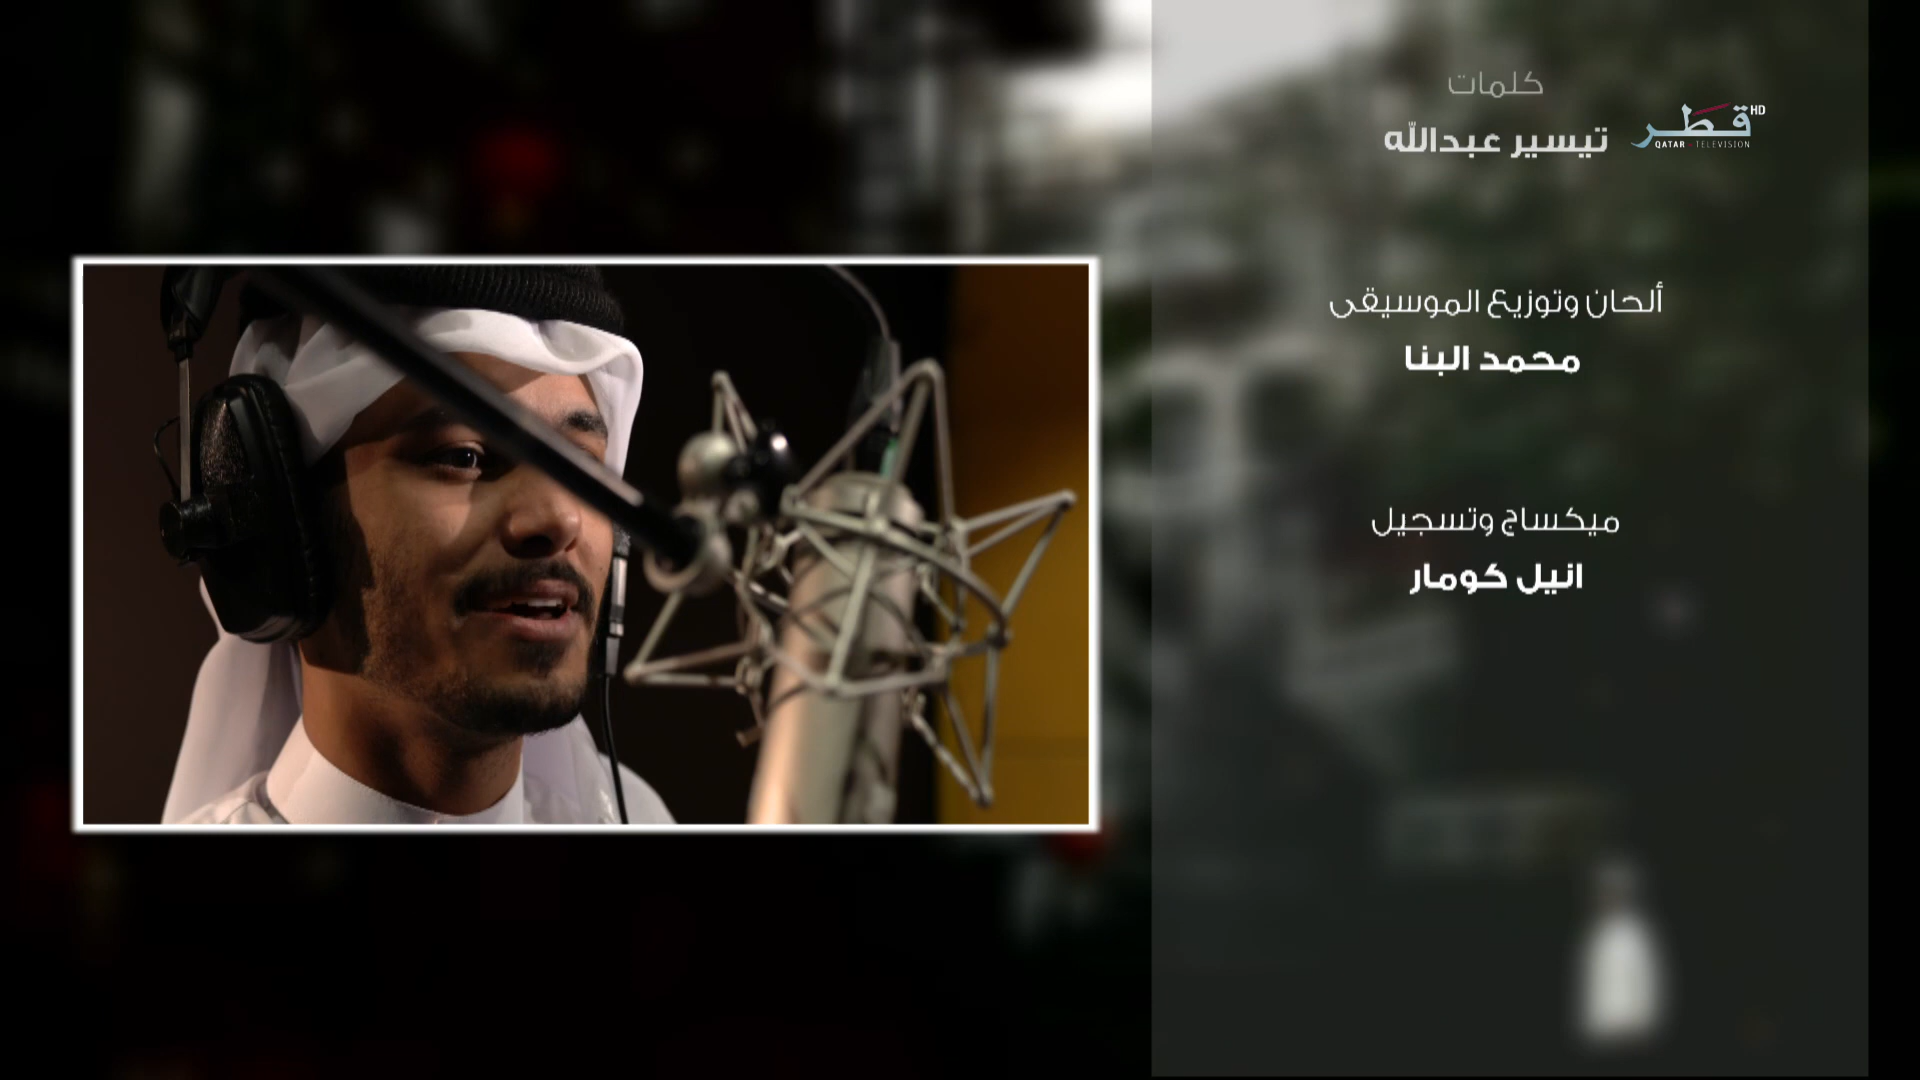 كلمات
تيسير عبدالله
قطر HD
QATAR TELEVISION
ألحان وتوزيع الموسيقى
محمد البنا
ميكساج وتسجيل
انيل كومار